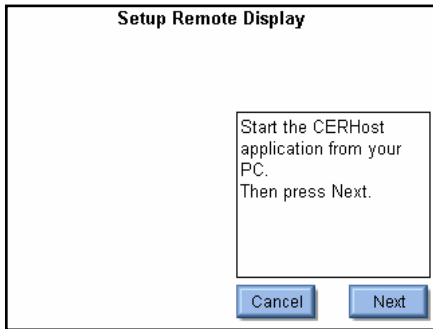 Setup Remote Display
Start the CERHost
application from your
PC.
Then press Next.
Cancel
Next